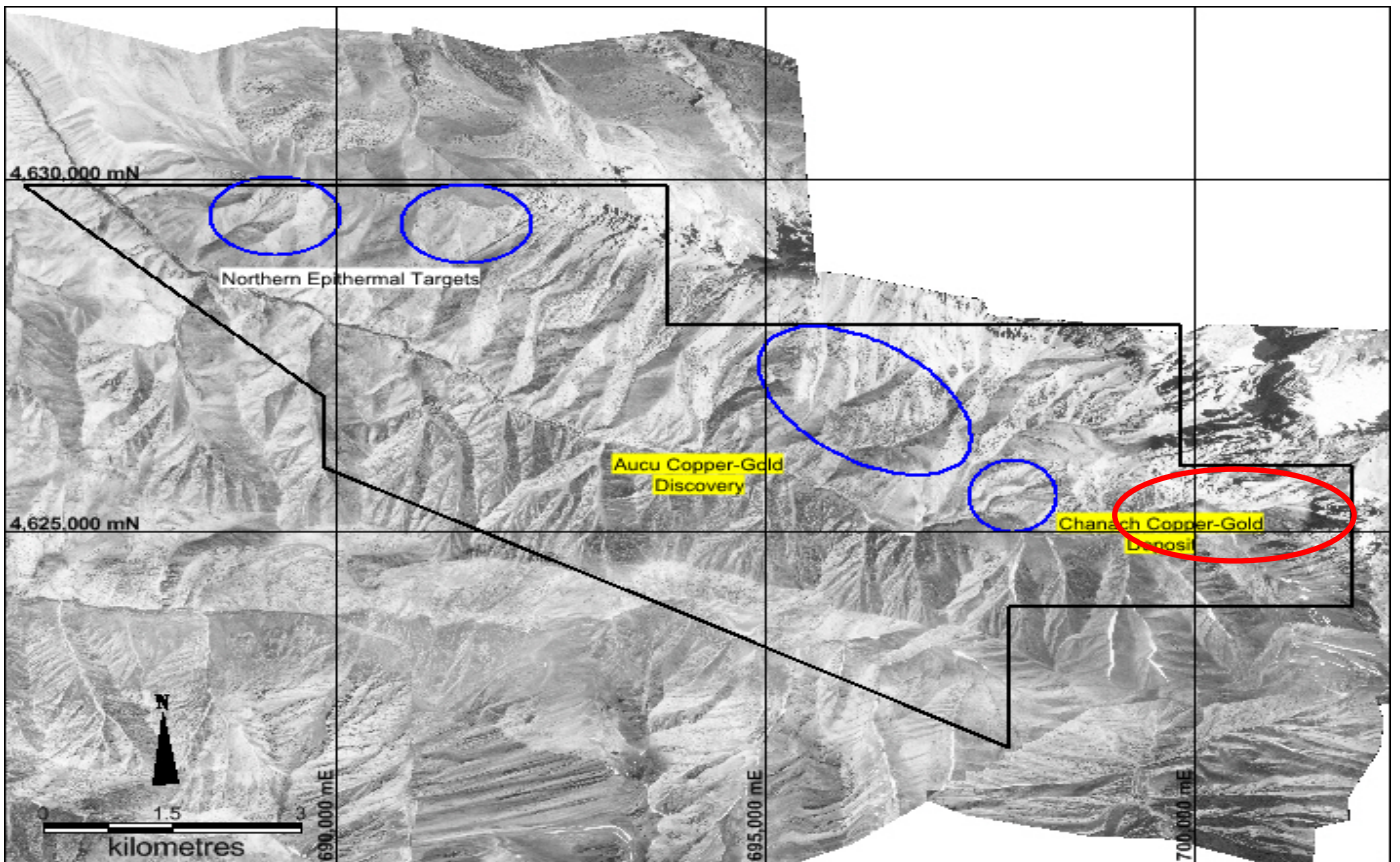 4,630,000 mN
Northern Epithermal Targets
Aucu Copper-Gold
Discovery
4,625,000 mN
Chanach Copper-Gold
Deposit
N
0 1.5 3
kilometres
690,000 mE
695,000 mE
700,000 mE